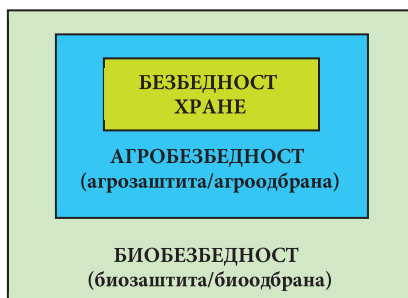 БЕЗБЕДНОСТ
ХРАНЕ
АГРОБЕЗБЕДНОСТ
(агрозаштита/агроодбрана)
БИОБЕЗБЕДНОСТ
(биозаштита/биоодбрана)